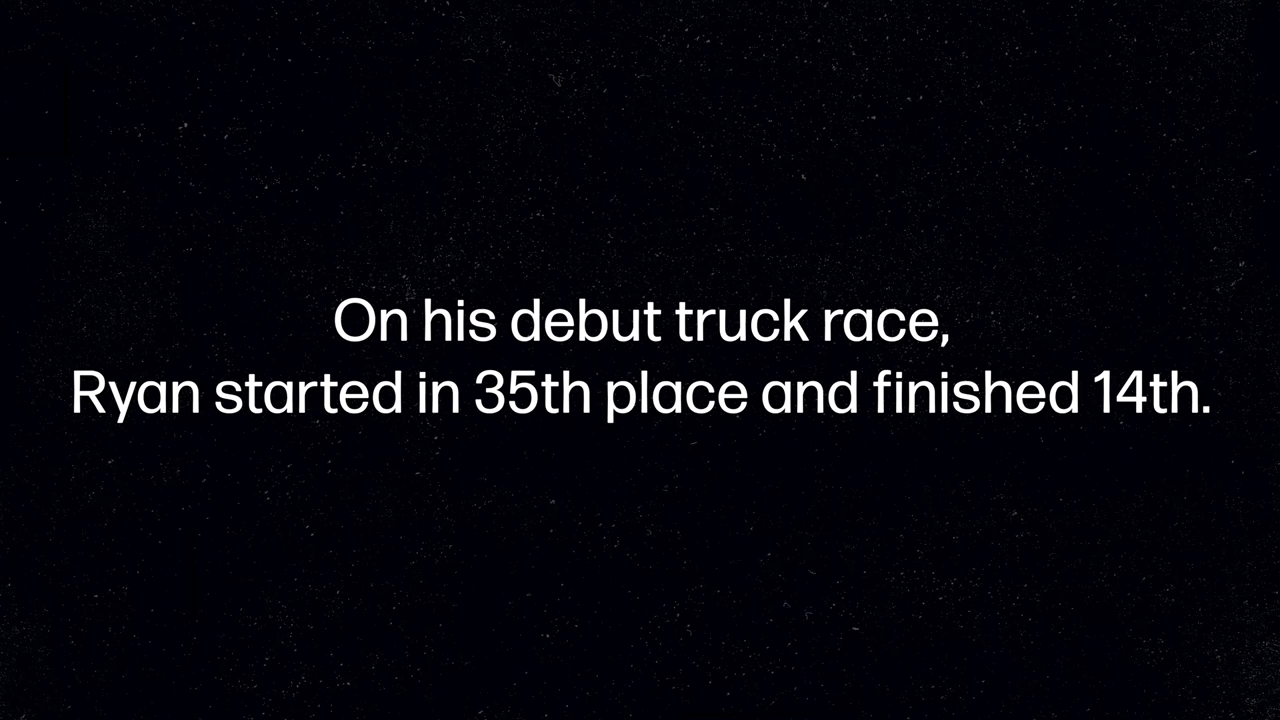 On his debut truck race,
Ryan started in 35th place and finished 14th.